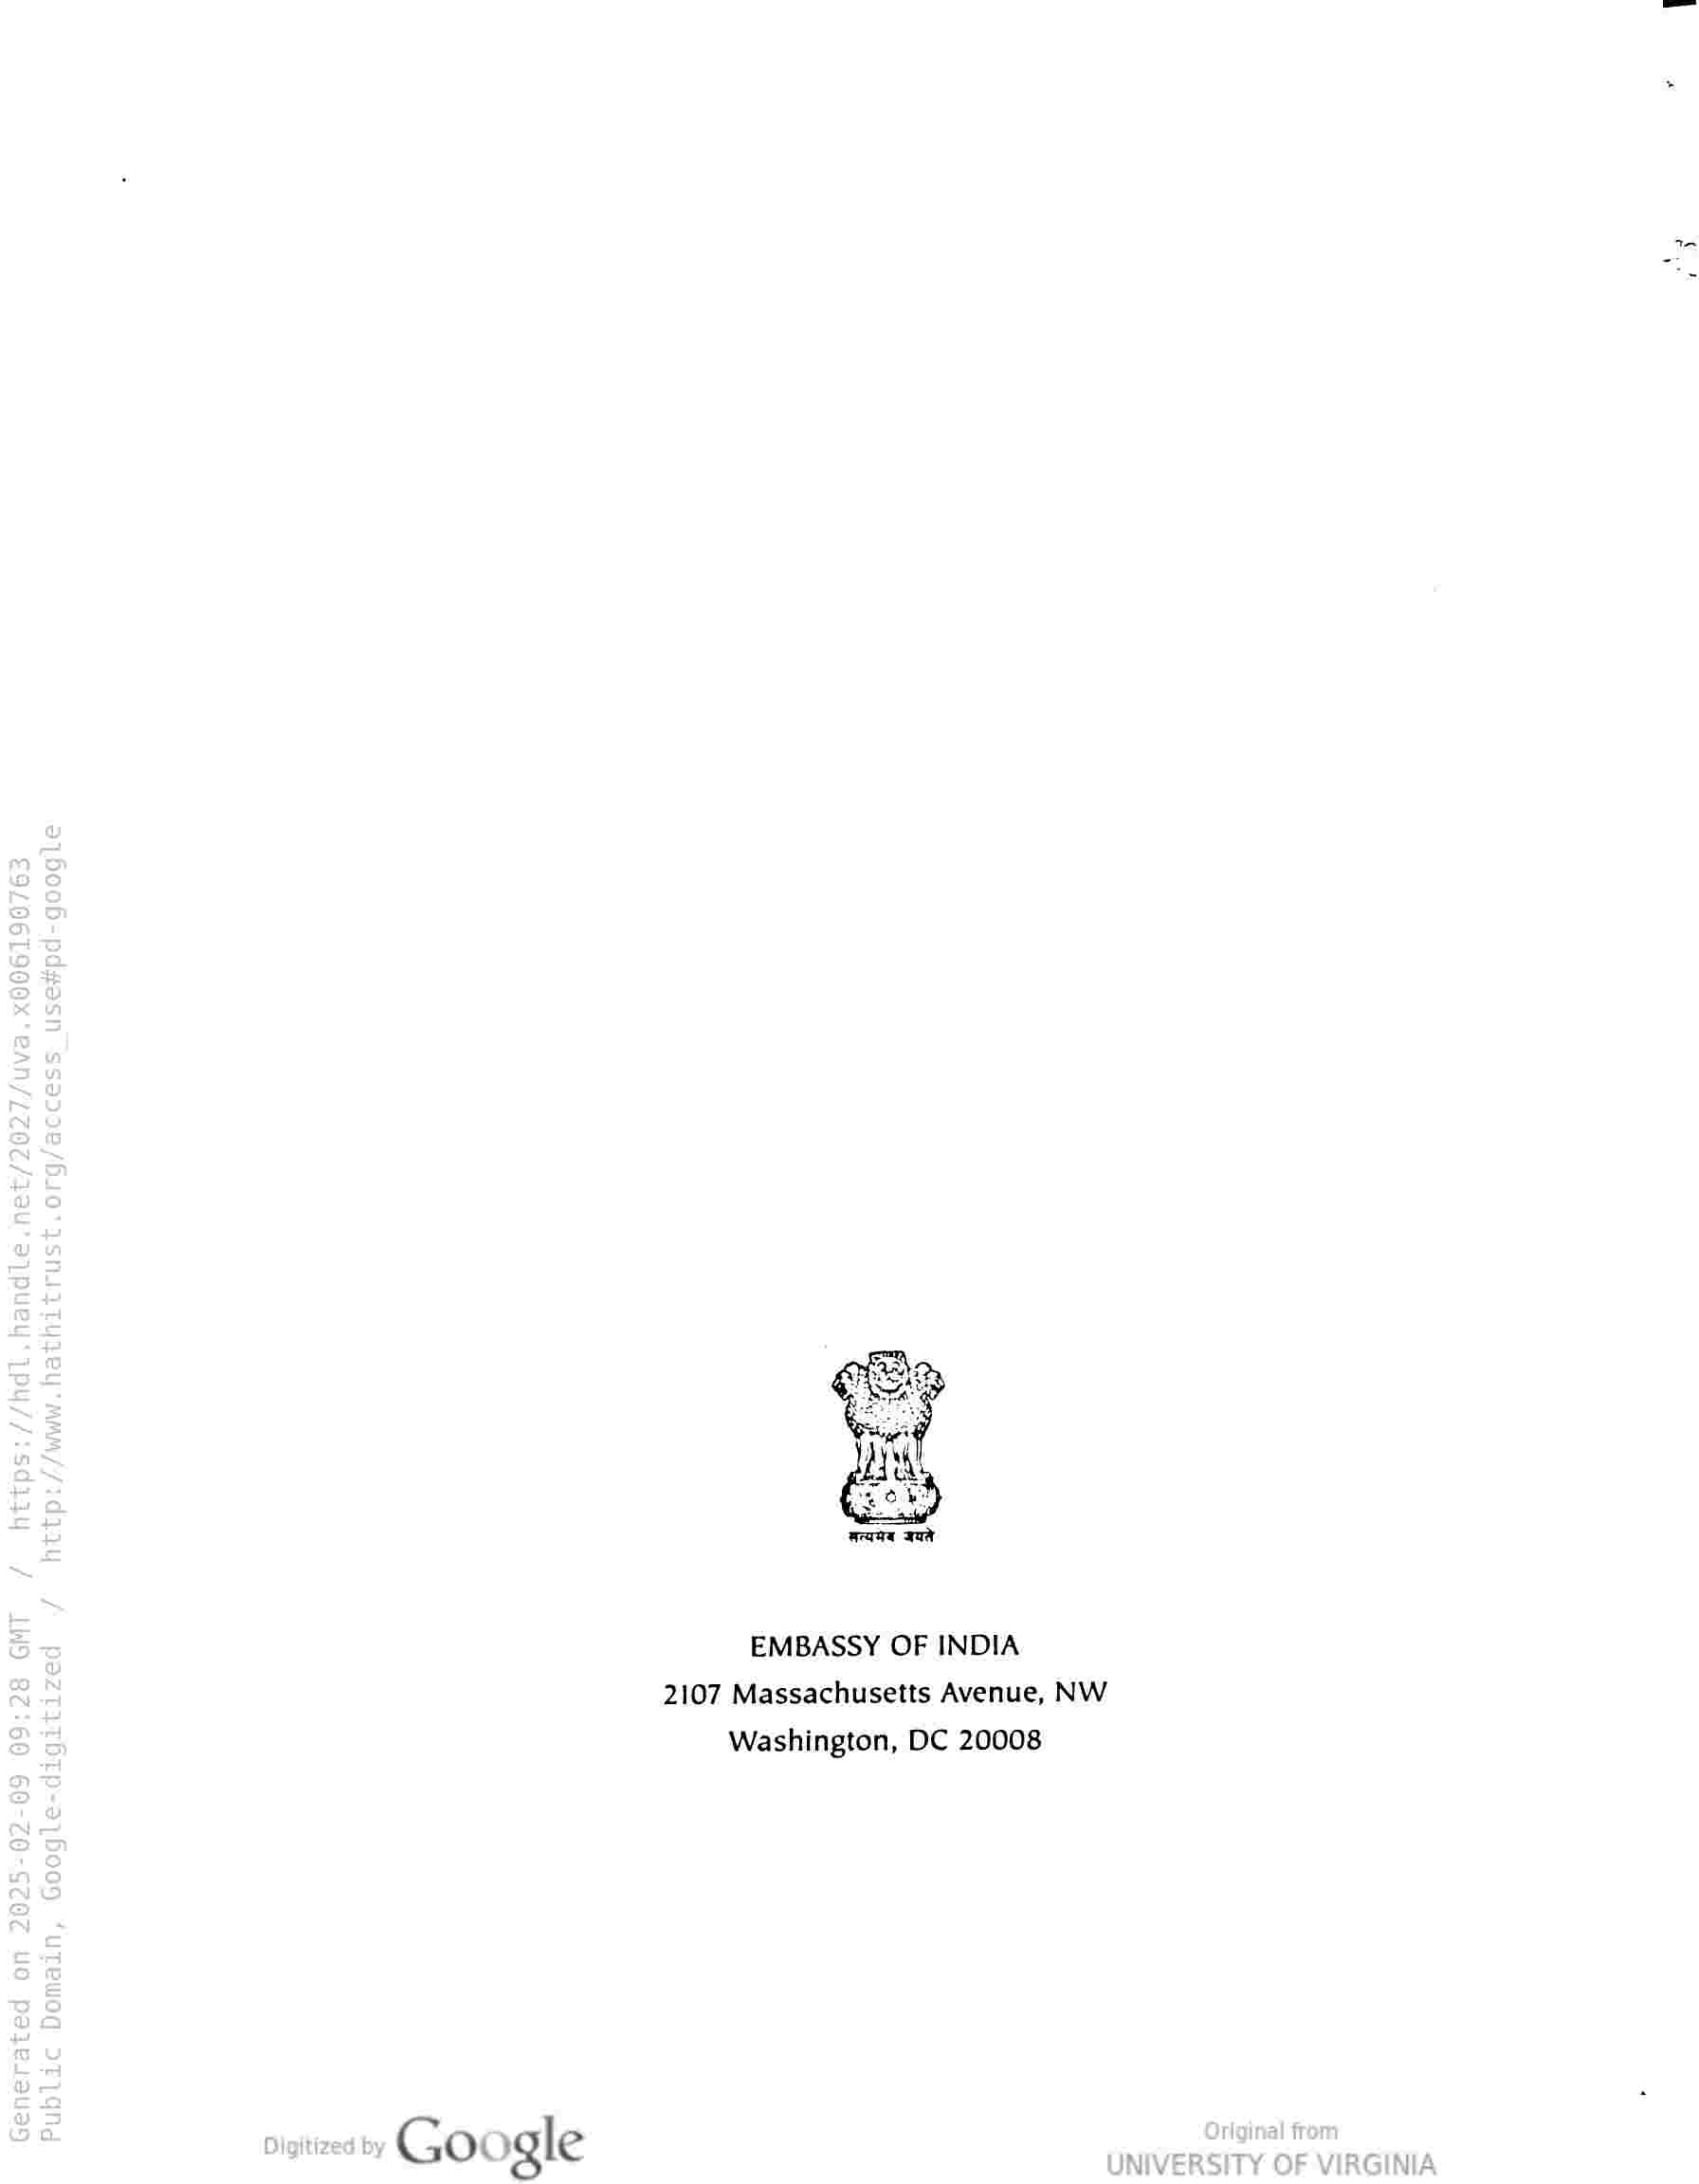 सत्यमेव जयते
EMBASSY OF INDIA
2107 Massachusetts Avenue, NW
Washington, DC 20008
Generated on 2025-02-09 09:28 GMT / https://hdl.handle.net/2027/uva.x006190763
Public Domain, Google-digitized / http://www.hathitrust.org/access_use#pd-google
Digitized by Google
Original from
UNIVERSITY OF VIRGINIA